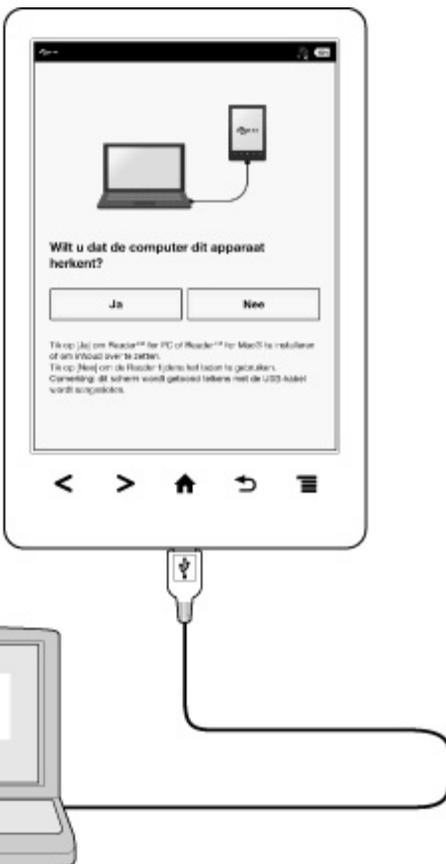 Wilt u dat de computer dit apparaat
herkent?
Ja Nee
Tik op [Ja] om Reader™ for PC of Reader™ for Mac® te installeren
of om inhoud over te zetten.
Tik op [Nee] om de Reader tijdens het laden te gebruiken.
Opmerking: dit scherm wordt getoond telkens met de USB-kabel
wordt aangesloten.